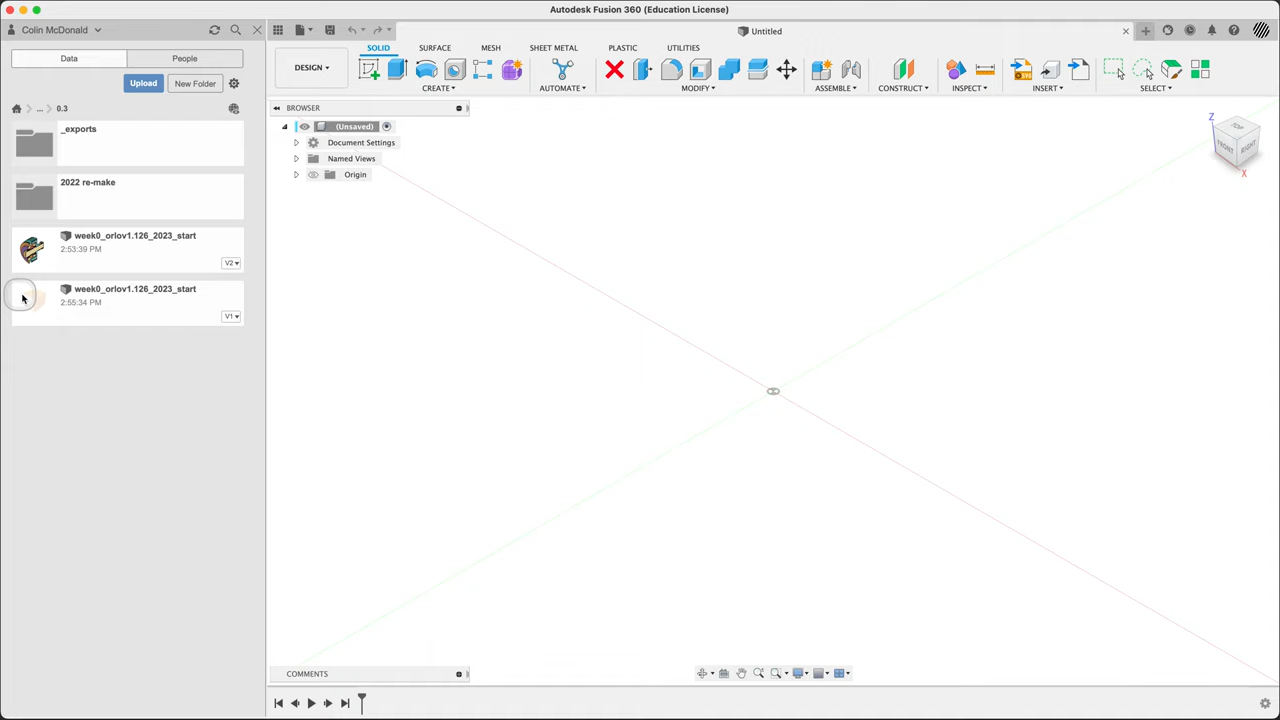 Autodesk Fusion 360 (Education License)
Colin McDonald
Untitled
Data
People
Upload
New Folder
...
0.3
_exports
2022 re-make
week0_orlov1.126_2023_start
2:53:39 PM
V2
week0_orlov1.126_2023_start
2:55:34 PM
V1
SOLID
SURFACE
MESH
SHEET METAL
PLASTIC
UTILITIES
DESIGN
CREATE
AUTOMATE
MODIFY
ASSEMBLE
CONSTRUCT
INSPECT
INSERT
SELECT
BROWSER
(Unsaved)
Document Settings
Named Views
Origin
Z
TOP
FRONT
RIGHT
X
COMMENTS